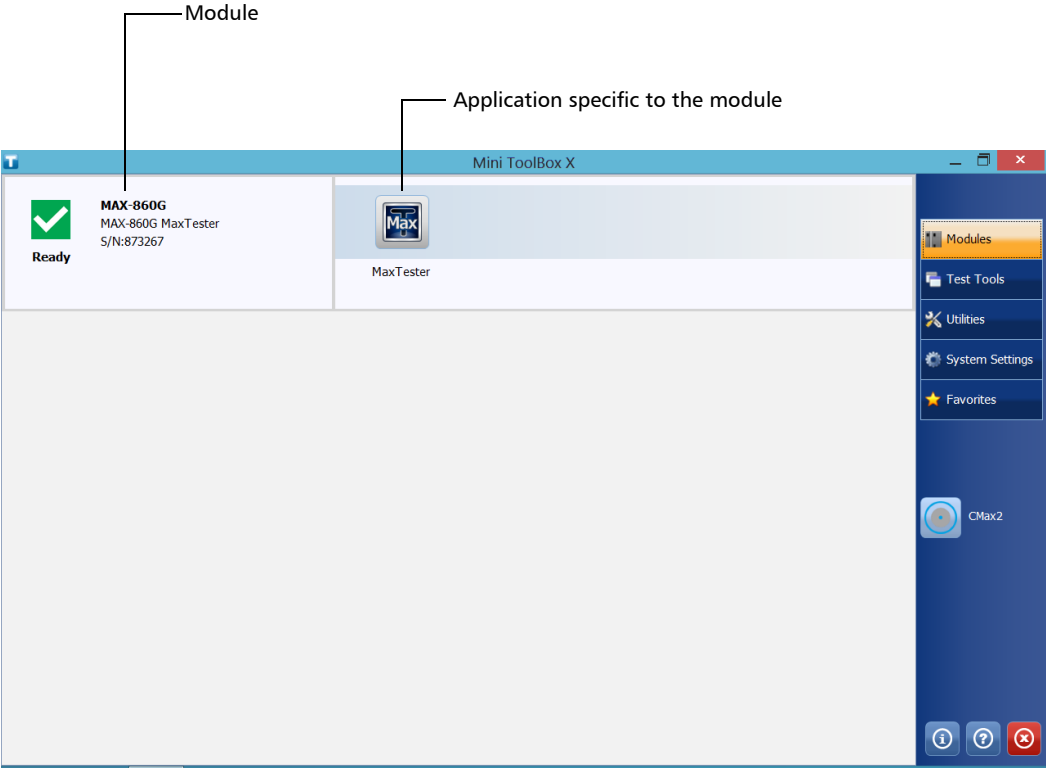 Module
Application specific to the module
T
Mini ToolBox X
MAX-860G
MAX-860G MaxTester
S/N:873267
Ready
Max
MaxTester
Modules
Test Tools
Utilities
System Settings
Favorites
CMax2